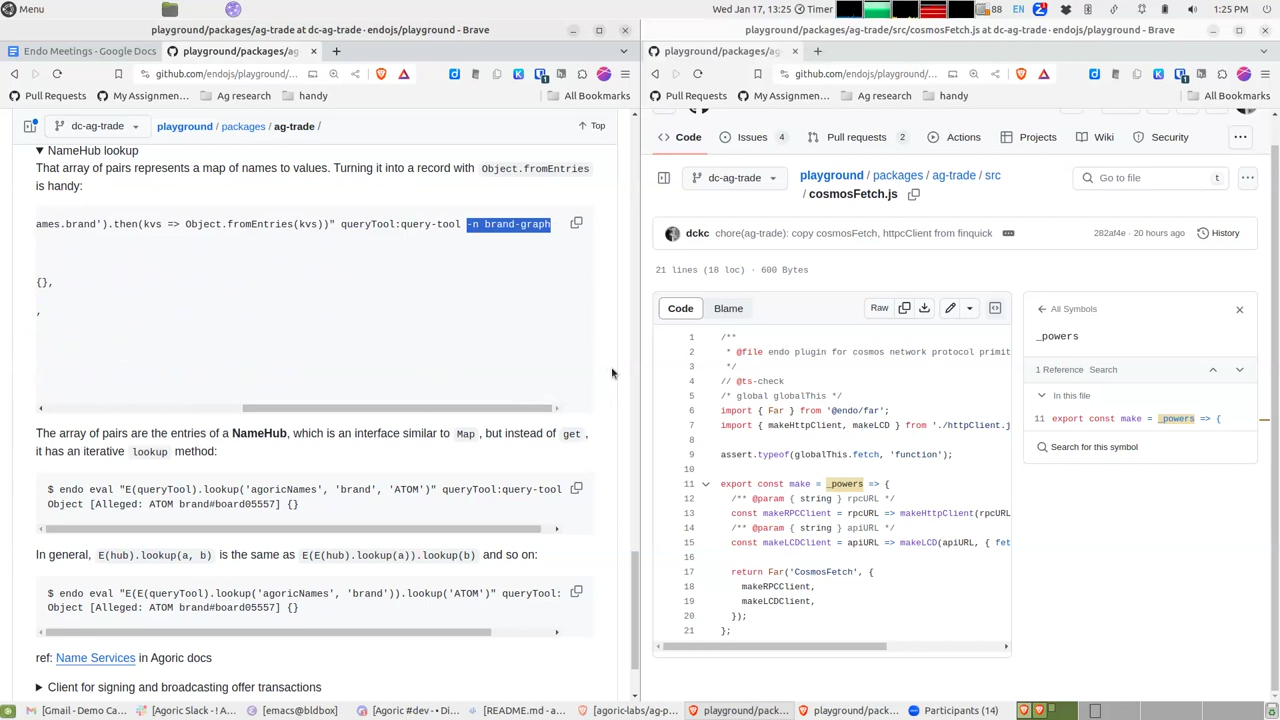 Menu
Wed Jan 17, 13:25 Timer
88
EN
1:25 PM
playground/packages/ag-trade at dc-ag-trade · endojs/playground - Brave
Endo Meetings - Google Docs
playground/packages/ag
github.com/endojs/playground/...
Pull Requests
My Assignmen...
Ag research
handy
All Bookmarks
dc-ag-trade
playground / packages / ag-trade /
Top
NameHub lookup
That array of pairs represents a map of names to values. Turning it into a record with Object.fromEntries
is handy:
ames.brand').then(kvs => Object.fromEntries(kvs))" queryTool:query-tool -n brand-graph
{},
,
The array of pairs are the entries of a NameHub, which is an interface similar to Map, but instead of get,
it has an iterative lookup method:
$ endo eval "E(queryTool).lookup('agoricNames', 'brand', 'ATOM')" queryTool:query-tool
Object [Alleged: ATOM brand#board05557] {}
In general, E(hub).lookup(a, b) is the same as E(E(hub).lookup(a)).lookup(b) and so on:
$ endo eval "E(E(queryTool).lookup('agoricNames', 'brand')).lookup('ATOM')" queryTool:
Object [Alleged: ATOM brand#board05557] {}
ref: Name Services in Agoric docs
Client for signing and broadcasting offer transactions
playground/packages/ag-trade/src/cosmosFetch.js at dc-ag-trade · endojs/playground - Brave
playground/packages/ag
github.com/endojs/playground/...
Pull Requests
My Assignmen...
Ag research
handy
All Bookmarks
Code
Issues 4
Pull requests 2
Actions
Projects
Wiki
Security
dc-ag-trade
playground / packages / ag-trade / src
/ cosmosFetch.js
Go to file
t
dckc chore(ag-trade): copy cosmosFetch, httpcClient from finquick
282af4e · 20 hours ago
History
21 lines (18 loc) · 600 Bytes
Code
Blame
Raw
1 /**
2 * @file endo plugin for cosmos network protocol primit
3 */
4 // @ts-check
5 /* global globalThis */
6 import { Far } from '@endo/far';
7 import { makeHttpClient, makeLCD } from './httpClient.j
8
9 assert.typeof(globalThis.fetch, 'function');
10
11 export const make = _powers => {
12 /** @param { string } rpcURL */
13 const makeRPCClient = rpcURL => makeHttpClient(rpcURL
14 /** @param { string } apiURL */
15 const makeLCDClient = apiURL => makeLCD(apiURL, { fet
16
17 return Far('CosmosFetch', {
18 makeRPCClient,
19 makeLCDClient,
20 });
21 };
All Symbols
_powers
1 Reference Search
In this file
11 export const make = _powers => {
Search for this symbol
[Gmail - Demo Ca...
[Agoric Slack - ! A...
[emacs@bldbox]
[Agoric #dev - • Di...
[README.md - a...
[agoric-labs/ag-p...
playground/pack...
playground/pack...
Participants (14)